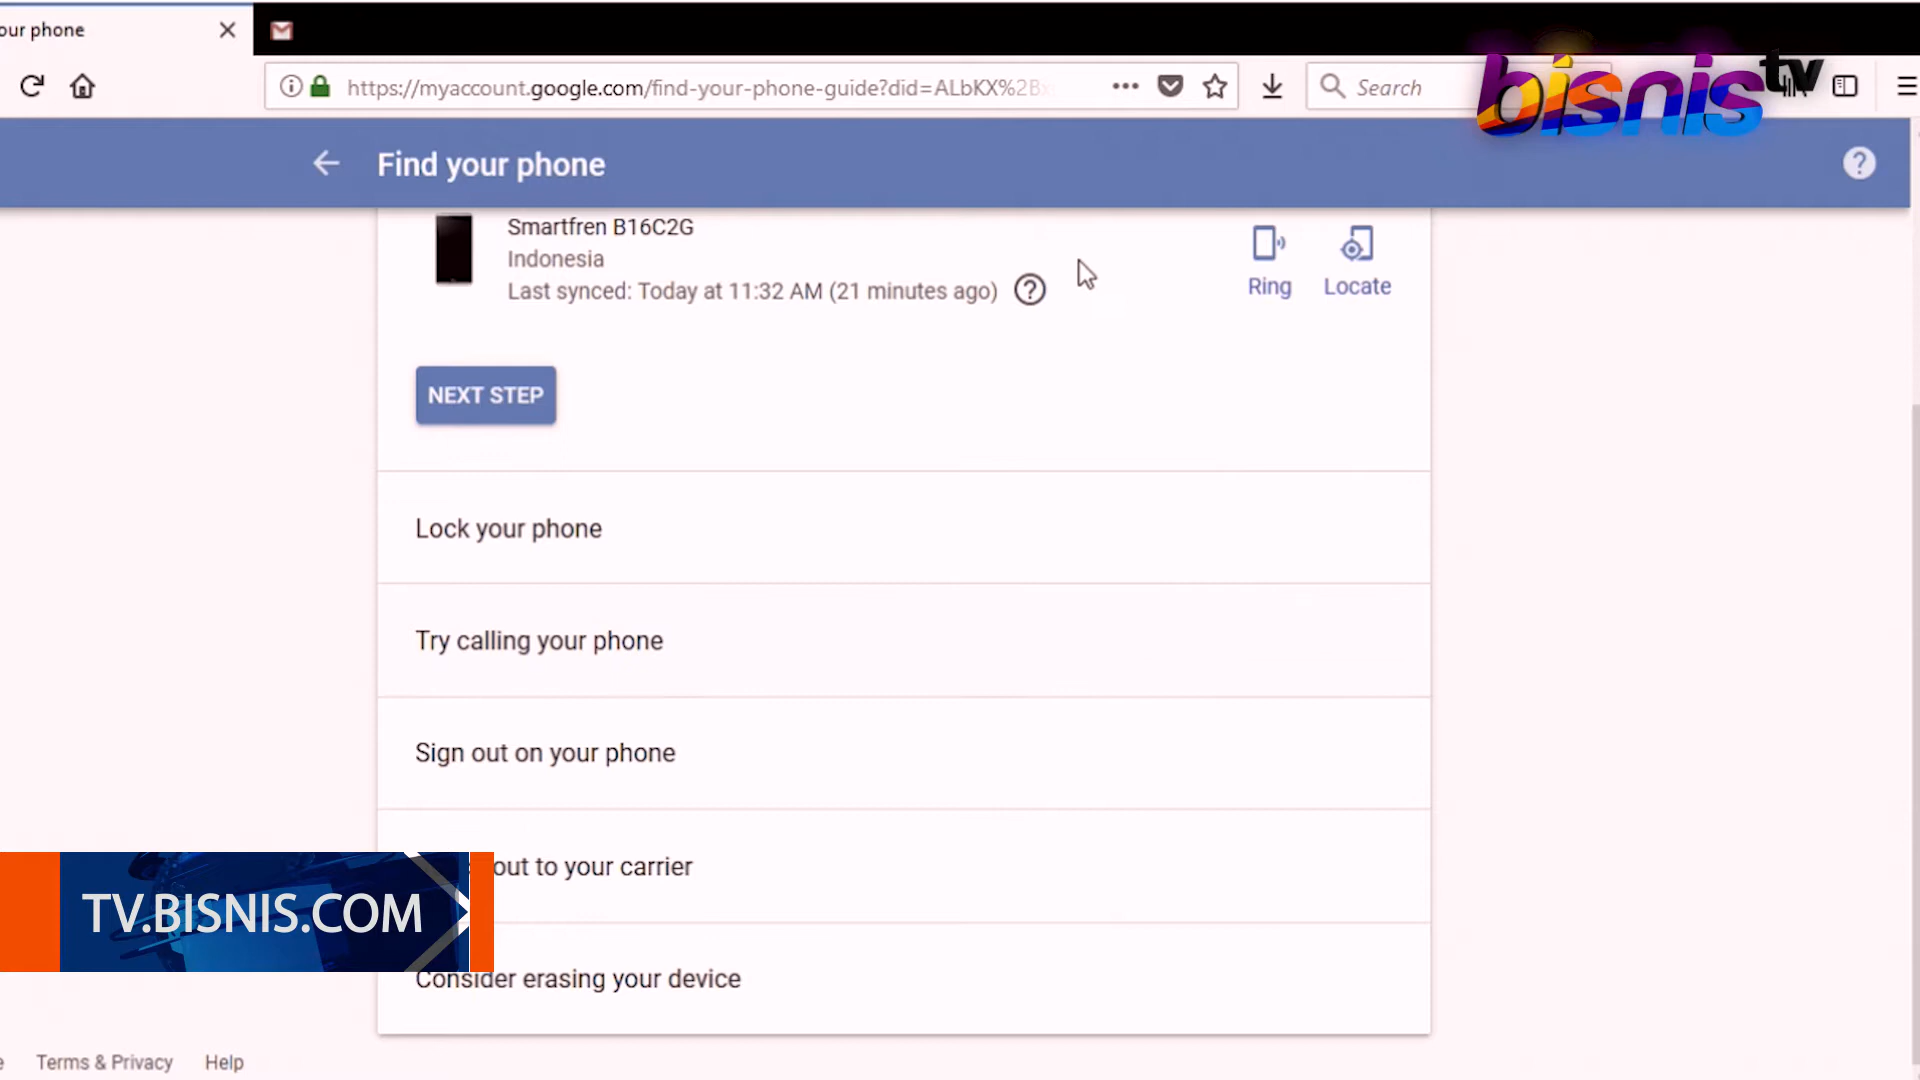 our phone
https://myaccount.google.com/find-your-phone-guide?did=ALbKX%2B
Search
bisnis tv
Find your phone
Smartfren B16C2G
Indonesia
Last synced: Today at 11:32 AM (21 minutes ago)
Ring
Locate
NEXT STEP
Lock your phone
Try calling your phone
Sign out on your phone
out to your carrier
TV.BISNIS.COM
Consider erasing your device
Terms & Privacy
Help